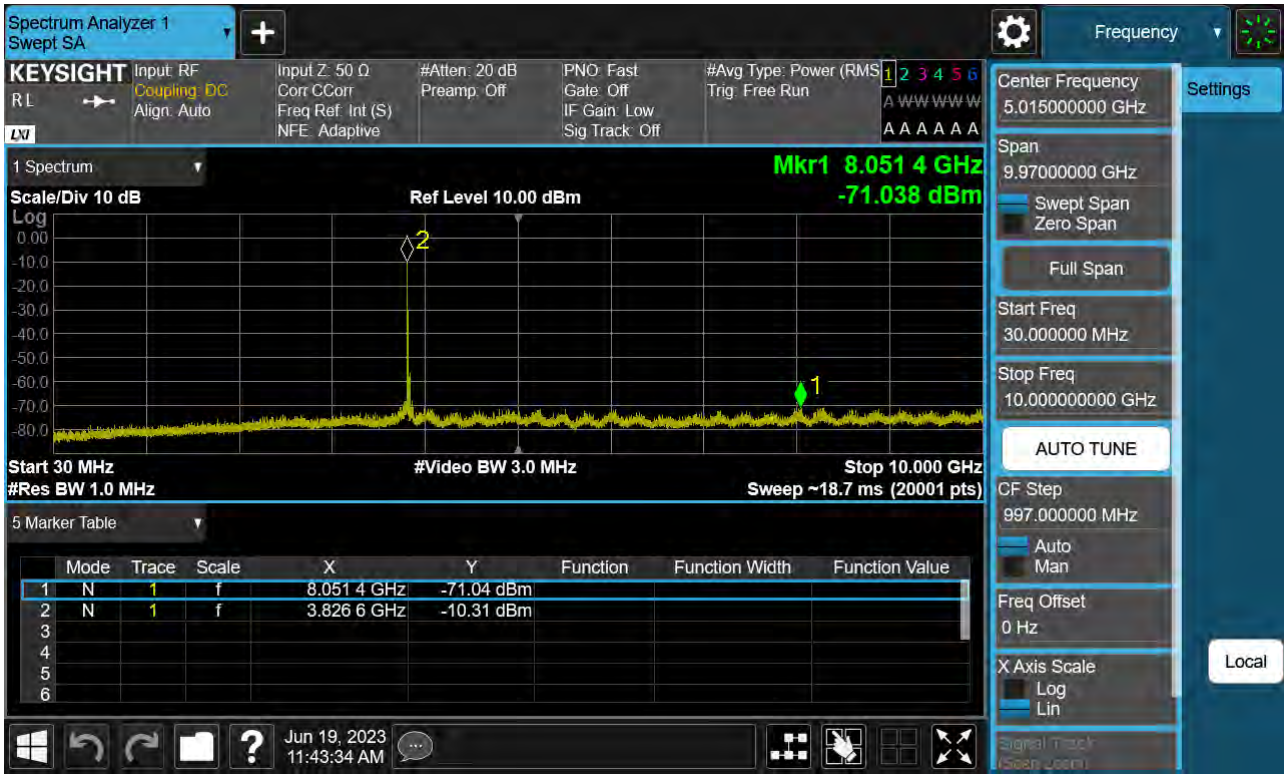 Spectrum Analyzer 1
Swept SA
+
Frequency
KEYSIGHT
RL
LXI
Input: RF
Coupling: DC
Align: Auto
Input Z: 50 Ω
Corr CCorr
Freq Ref: Int (S)
NFE: Adaptive
#Atten: 20 dB
Preamp: Off
PNO: Fast
Gate: Off
IF Gain: Low
Sig Track: Off
#Avg Type: Power (RMS
Trig: Free Run
1 2 3 4 5 6
A W W W W W
A A A A A A
1 Spectrum
Mkr1 8.051 4 GHz
-71.038 dBm
Scale/Div 10 dB
Ref Level 10.00 dBm
Log
0.00
-10.0
-20.0
-30.0
-40.0
-50.0
-60.0
-70.0
-80.0
2
1
Start 30 MHz
#Video BW 3.0 MHz
Stop 10.000 GHz
#Res BW 1.0 MHz
Sweep ~18.7 ms (20001 pts)
5 Marker Table
Mode Trace Scale X Y Function Function Width Function Value
1 N 1 f 8.051 4 GHz -71.04 dBm
2 N 1 f 3.826 6 GHz -10.31 dBm
3
4
5
6
?
Jun 19, 2023
11:43:34 AM
Center Frequency
5.015000000 GHz
Span
9.97000000 GHz
Swept Span
Zero Span
Full Span
Start Freq
30.000000 MHz
Stop Freq
10.000000000 GHz
AUTO TUNE
CF Step
997.000000 MHz
Auto
Man
Freq Offset
0 Hz
X Axis Scale
Log
Lin
Signal Track
(Span Zoom)
Settings
Local